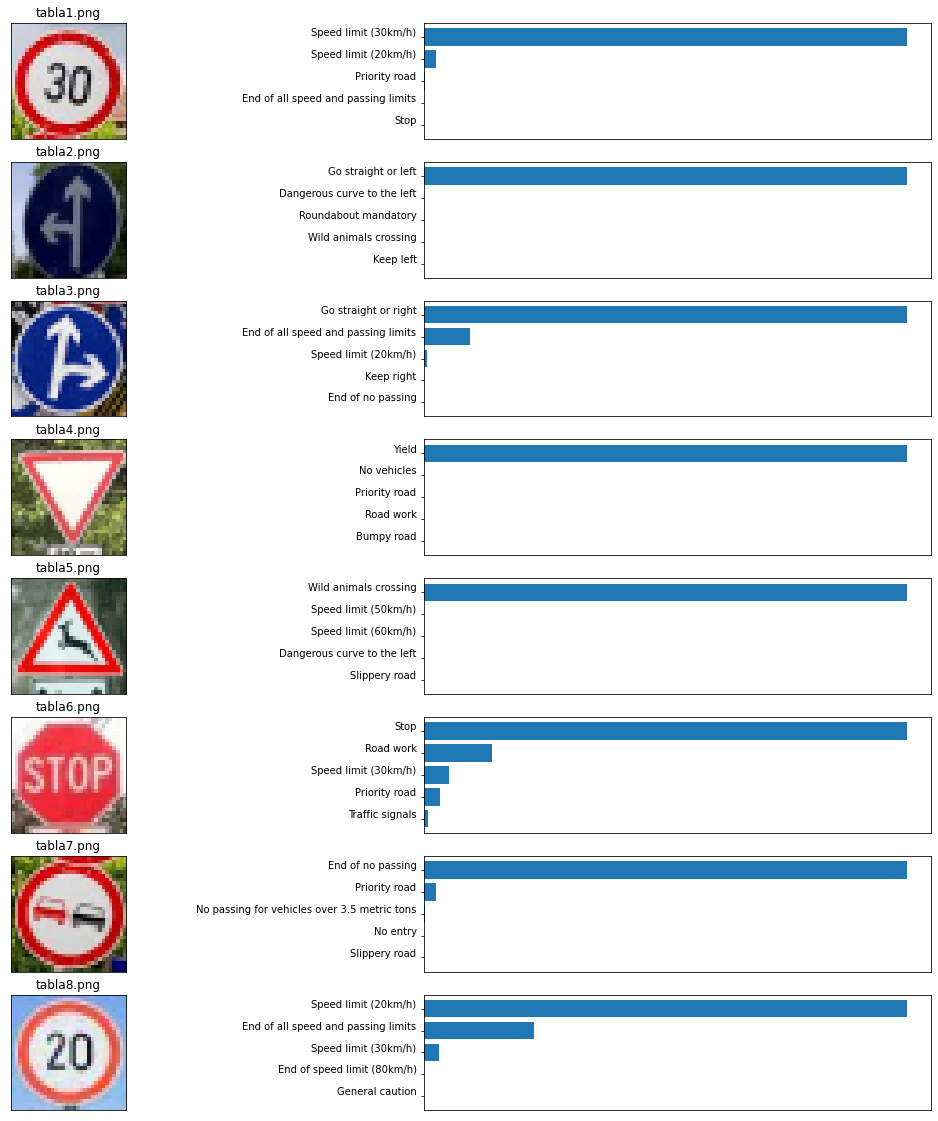 tabla1.png
30
Speed limit (30km/h)
Speed limit (20km/h)
Priority road
End of all speed and passing limits
Stop
tabla2.png
Go straight or left
Dangerous curve to the left
Roundabout mandatory
Wild animals crossing
Keep left
tabla3.png
Go straight or right
End of all speed and passing limits
Speed limit (20km/h)
Keep right
End of no passing
tabla4.png
Yield
No vehicles
Priority road
Road work
Bumpy road
tabla5.png
Wild animals crossing
Speed limit (50km/h)
Speed limit (60km/h)
Dangerous curve to the left
Slippery road
tabla6.png
STOP
Stop
Road work
Speed limit (30km/h)
Priority road
Traffic signals
tabla7.png
End of no passing
Priority road
No passing for vehicles over 3.5 metric tons
No entry
Slippery road
tabla8.png
20
Speed limit (20km/h)
End of all speed and passing limits
Speed limit (30km/h)
End of speed limit (80km/h)
General caution